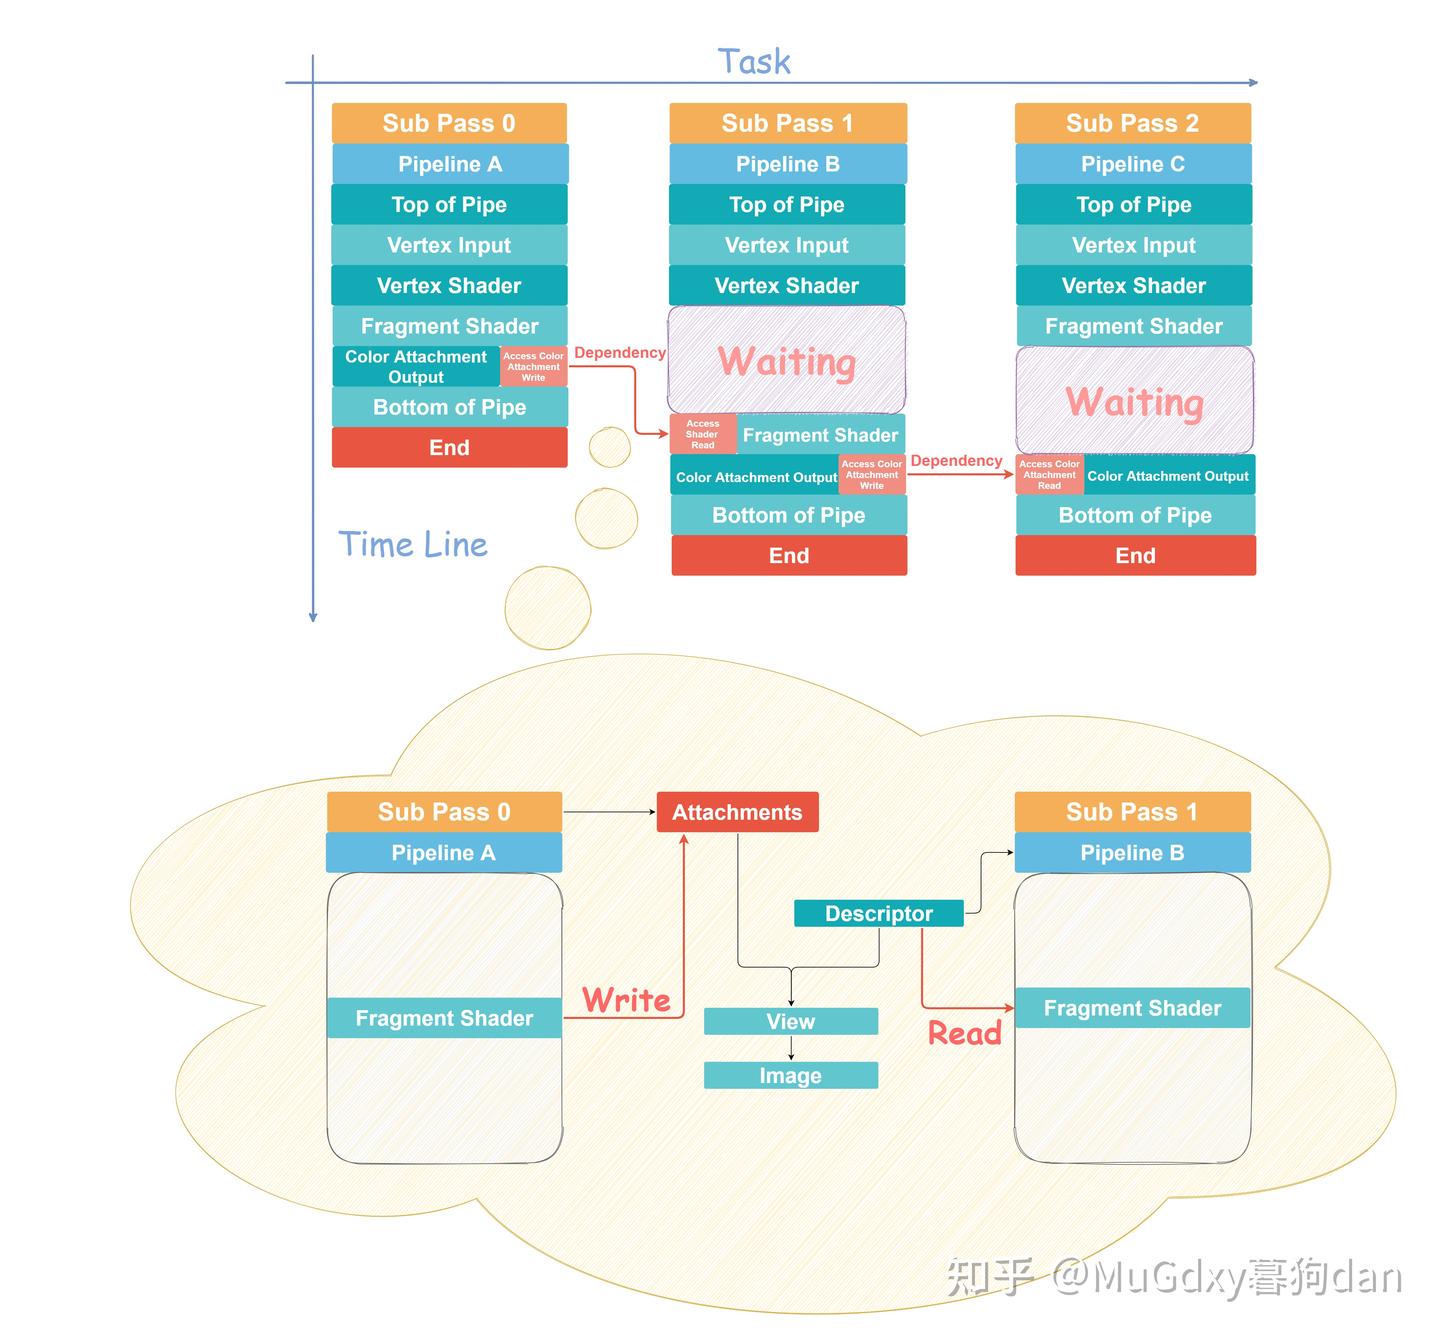 Task
Sub Pass 0
Pipeline A
Top of Pipe
Vertex Input
Vertex Shader
Fragment Shader
Color Attachment
Output
Access Color
Attachment
Write
Bottom of Pipe
End
Dependency
Sub Pass 1
Pipeline B
Top of Pipe
Vertex Input
Vertex Shader
Waiting
Access
Shader
Read
Fragment Shader
Color Attachment Output
Access Color
Attachment
Write
Bottom of Pipe
End
Dependency
Sub Pass 2
Pipeline C
Top of Pipe
Vertex Input
Vertex Shader
Fragment Shader
Waiting
Access Color
Attachment
Read
Color Attachment Output
Bottom of Pipe
End
Time Line
Sub Pass 0
Pipeline A
Fragment Shader
Write
Attachments
Descriptor
View
Image
Read
Sub Pass 1
Pipeline B
Fragment Shader
知乎 @MuGdxy暮狗dan